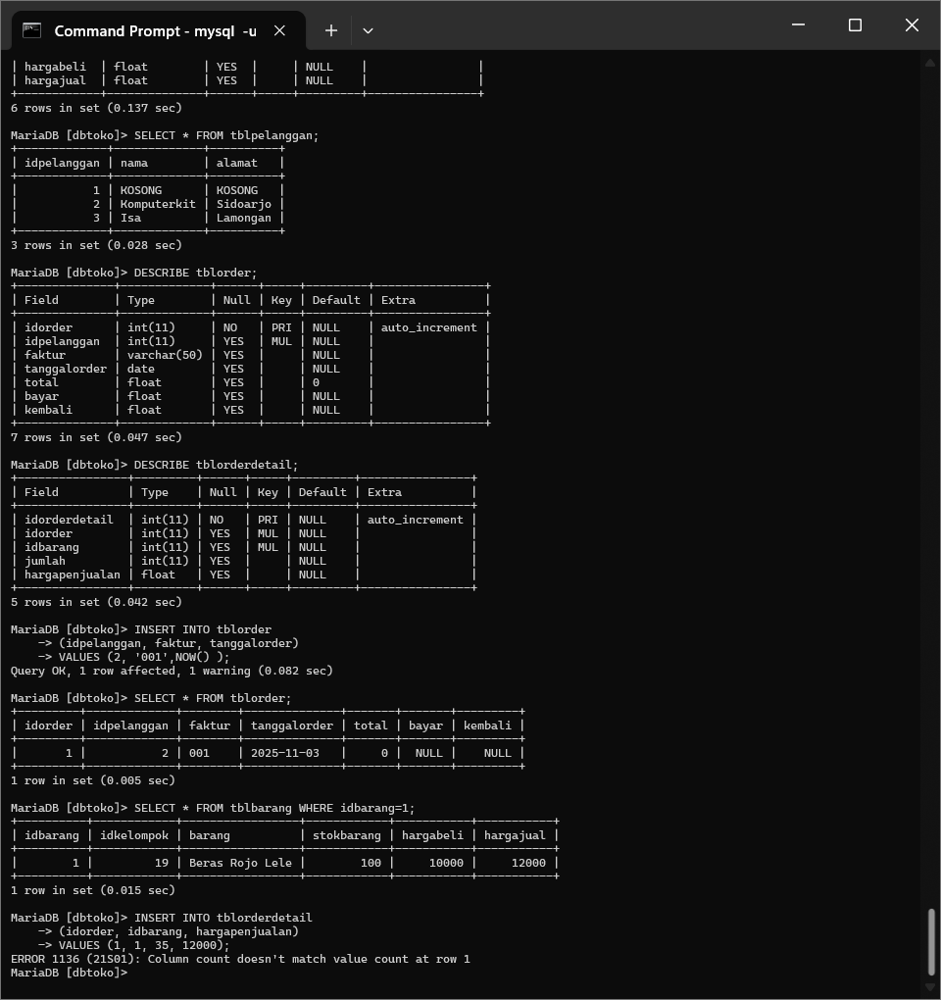 Command Prompt - mysql  -u
| hargabeli  | float        | YES  |     | NULL    |                |
| hargajual  | float        | YES  |     | NULL    |                |
+------------+--------------+------+-----+---------+----------------+
6 rows in set (0.137 sec)
MariaDB [dbtoko]> SELECT * FROM tblpelanggan;
+-------------+-------------+----------+
| idpelanggan | nama        | alamat   |
+-------------+-------------+----------+
|           1 | KOSONG      | KOSONG   |
|           2 | Komputerkit | Sidoarjo |
|           3 | Isa         | Lamongan |
+-------------+-------------+----------+
3 rows in set (0.028 sec)
MariaDB [dbtoko]> DESCRIBE tblorder;
+--------------+-------------+------+-----+---------+----------------+
| Field        | Type        | Null | Key | Default | Extra          |
+--------------+-------------+------+-----+---------+----------------+
| idorder      | int(11)     | NO   | PRI | NULL    | auto_increment |
| idpelanggan  | int(11)     | YES  | MUL | NULL    |                |
| faktur       | varchar(50) | YES  |     | NULL    |                |
| tanggalorder | date        | YES  |     | NULL    |                |
| total        | float       | YES  |     | 0       |                |
| bayar        | float       | YES  |     | NULL    |                |
| kembali      | float       | YES  |     | NULL    |                |
+--------------+-------------+------+-----+---------+----------------+
7 rows in set (0.047 sec)
MariaDB [dbtoko]> DESCRIBE tblorderdetail;
+----------------+---------+------+-----+---------+----------------+
| Field          | Type    | Null | Key | Default | Extra          |
+----------------+---------+------+-----+---------+----------------+
| idorderdetail  | int(11) | NO   | PRI | NULL    | auto_increment |
| idorder        | int(11) | YES  | MUL | NULL    |                |
| idbarang       | int(11) | YES  | MUL | NULL    |                |
| jumlah         | int(11) | YES  |     | NULL    |                |
| hargapenjualan | float   | YES  |     | NULL    |                |
+----------------+---------+------+-----+---------+----------------+
5 rows in set (0.042 sec)
MariaDB [dbtoko]> INSERT INTO tblorder
    -> (idpelanggan, faktur, tanggalorder)
    -> VALUES (2, '001',NOW() );
Query OK, 1 row affected, 1 warning (0.082 sec)
MariaDB [dbtoko]> SELECT * FROM tblorder;
+---------+-------------+--------+--------------+-------+-------+---------+
| idorder | idpelanggan | faktur | tanggalorder | total | bayar | kembali |
+---------+-------------+--------+--------------+-------+-------+---------+
|       1 |           2 | 001    | 2025-11-03   |     0 |  NULL |    NULL |
+---------+-------------+--------+--------------+-------+-------+---------+
1 row in set (0.005 sec)
MariaDB [dbtoko]> SELECT * FROM tblbarang WHERE idbarang=1;
+----------+------------+-----------------+------------+-----------+-----------+
| idbarang | idkelompok | barang          | stokbarang | hargabeli | hargajual |
+----------+------------+-----------------+------------+-----------+-----------+
|        1 |         19 | Beras Rojo Lele |        100 |     10000 |     12000 |
+----------+------------+-----------------+------------+-----------+-----------+
1 row in set (0.015 sec)
MariaDB [dbtoko]> INSERT INTO tblorderdetail
    -> (idorder, idbarang, hargapenjualan)
    -> VALUES (1, 1, 35, 12000);
ERROR 1136 (21S01): Column count doesn't match value count at row 1
MariaDB [dbtoko]>